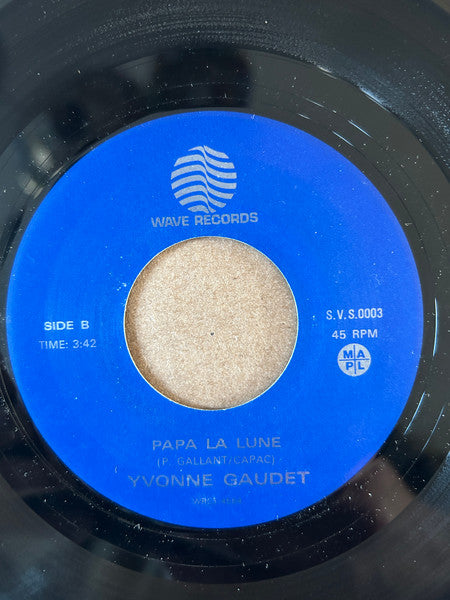 WAVE RECORDS
SIDE B
TIME: 3:42
S.V.S.0003
45 RPM
M A
P L
PAPA LA LUNE
(P. GALLANT/CAPAC)
YVONNE GAUDET